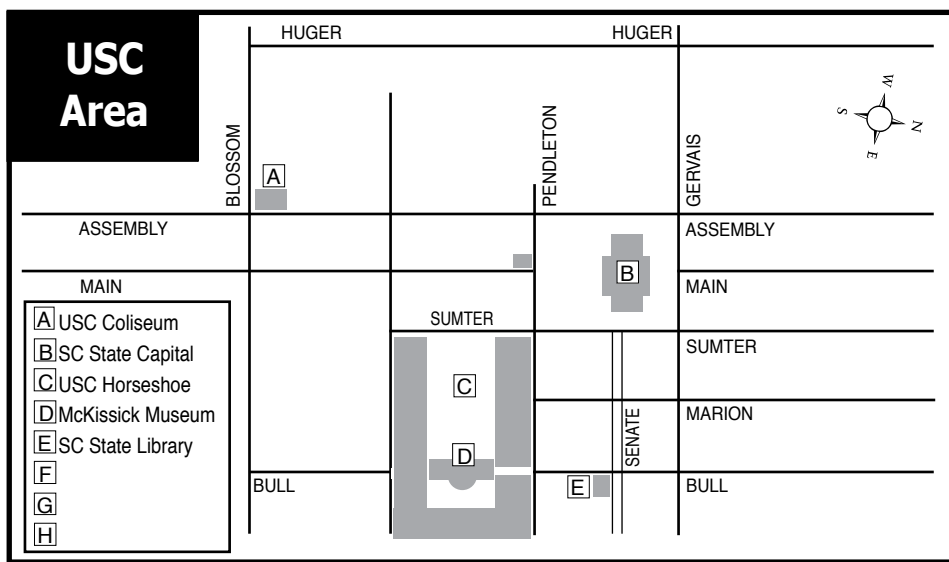 USC
Area
HUGER
HUGER
W
S
N
E
BLOSSOM
PENDLETON
GERVAIS
A
ASSEMBLY
ASSEMBLY
B
MAIN
MAIN
A USC Coliseum
B SC State Capital
C USC Horseshoe
D McKissick Museum
E SC State Library
F
G
H
SUMTER
SUMTER
C
MARION
SENATE
D
BULL
E
BULL